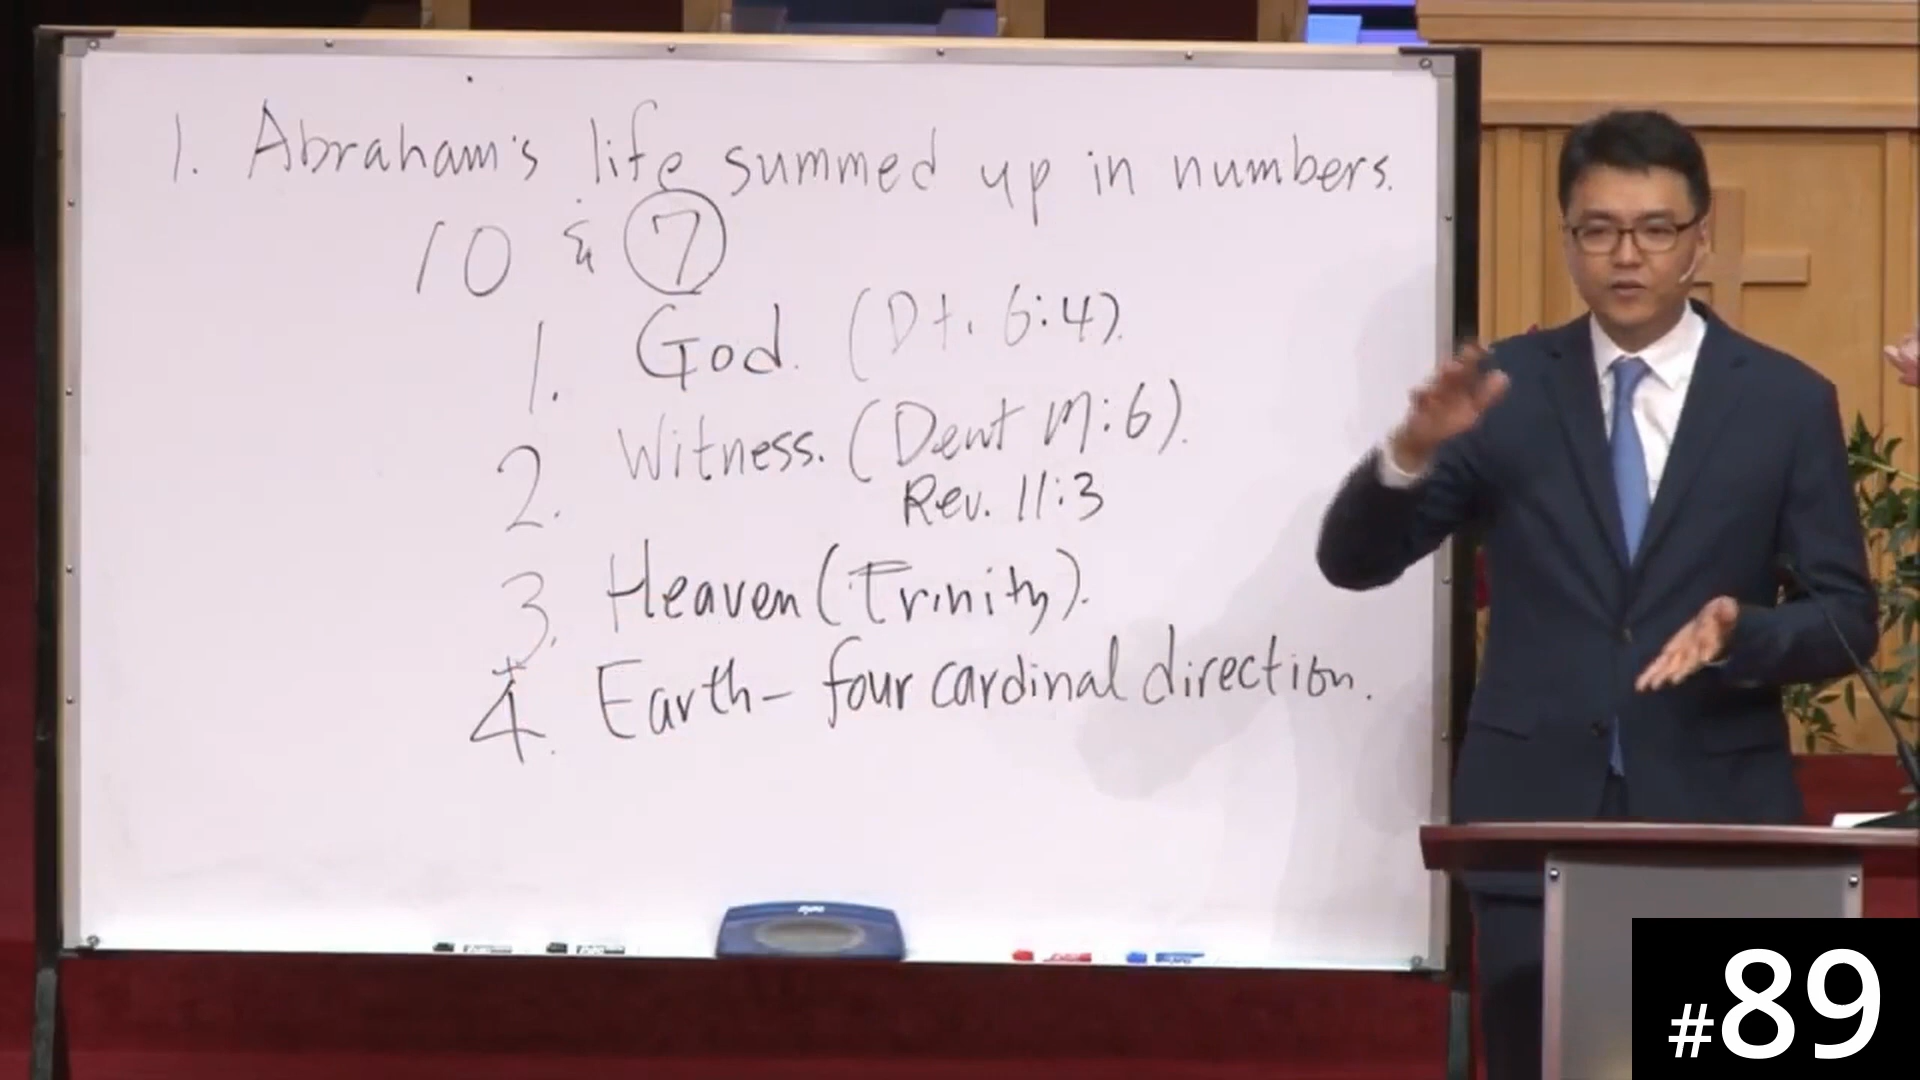 1. Abraham's life summed up in numbers.
10 & 7
1. God. (Dt. 6:4).
2. Witness. (Deut 17:6).
Rev. 11:3
3. Heaven (Trinity).
4. Earth - four cardinal direction.
#89